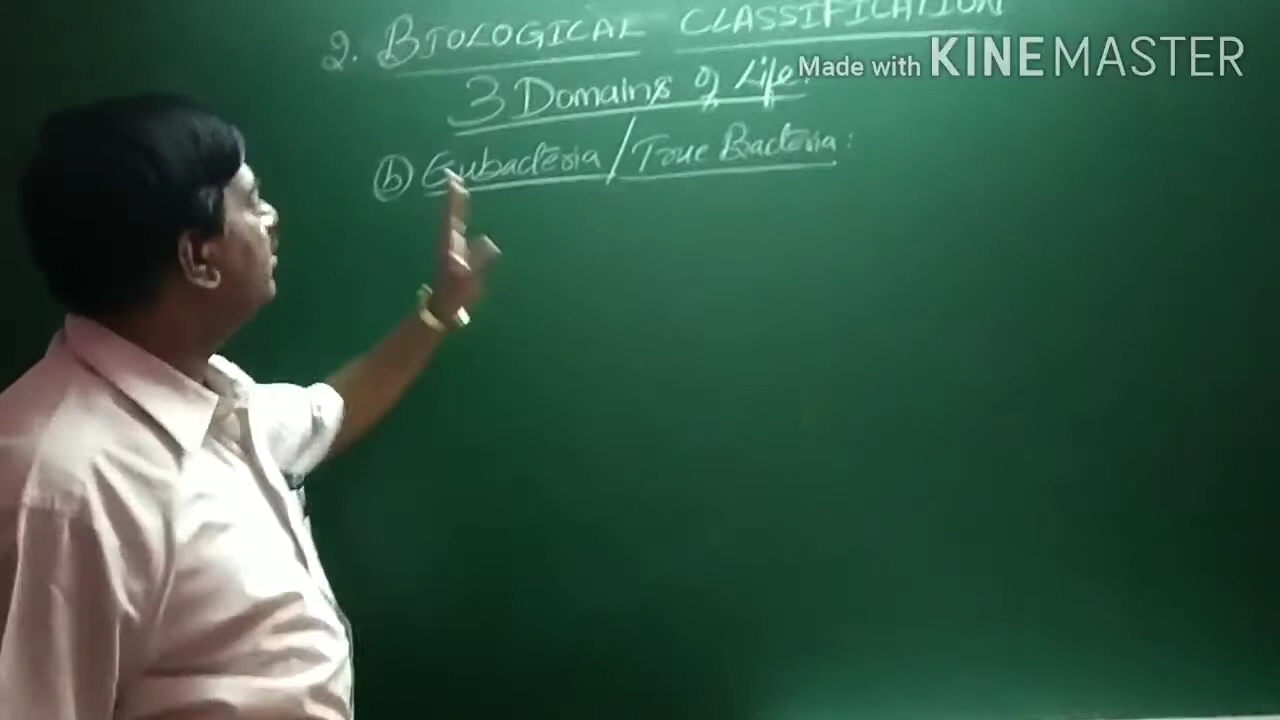 2. BIOLOGICAL CLASSIFICATION
Made with KINEMASTER
3 Domains of Life:
(b) Eubacteria / True Bacteria: